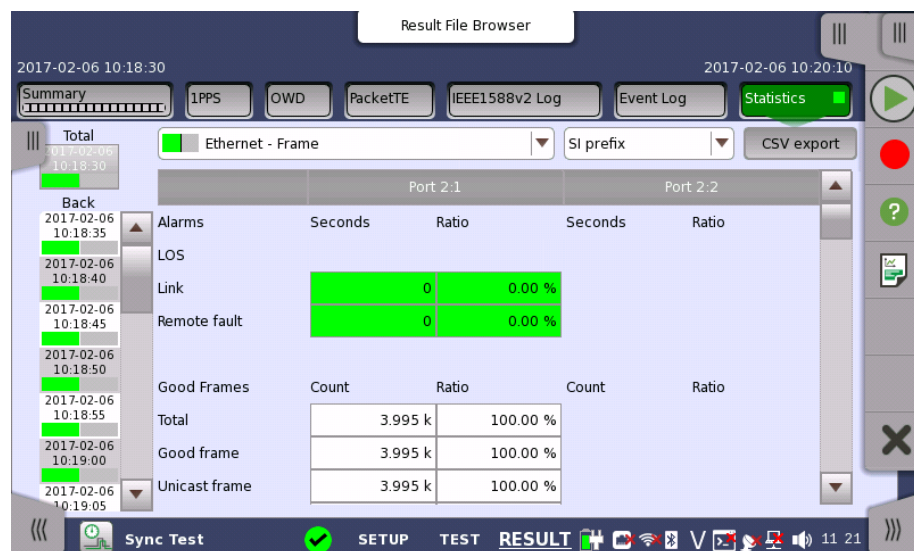 Result File Browser
2017-02-06 10:18:30 2017-02-06 10:20:10
Summary 1PPS OWD PacketTE IEEE1588v2 Log Event Log Statistics
Total
2017-02-06
10:18:30
Ethernet - Frame SI prefix CSV export
Port 2:1 Port 2:2
Back
2017-02-06
10:18:35
2017-02-06
10:18:40
2017-02-06
10:18:45
2017-02-06
10:18:50
2017-02-06
10:18:55
2017-02-06
10:19:00
2017-02-06
10:19:05
Alarms Seconds Ratio Seconds Ratio
LOS
Link 0 0.00 %
Remote fault 0 0.00 %
Good Frames Count Ratio Count Ratio
Total 3.995 k 100.00 %
Good frame 3.995 k 100.00 %
Unicast frame 3.995 k 100.00 %
Sync Test SETUP TEST RESULT V 11 21